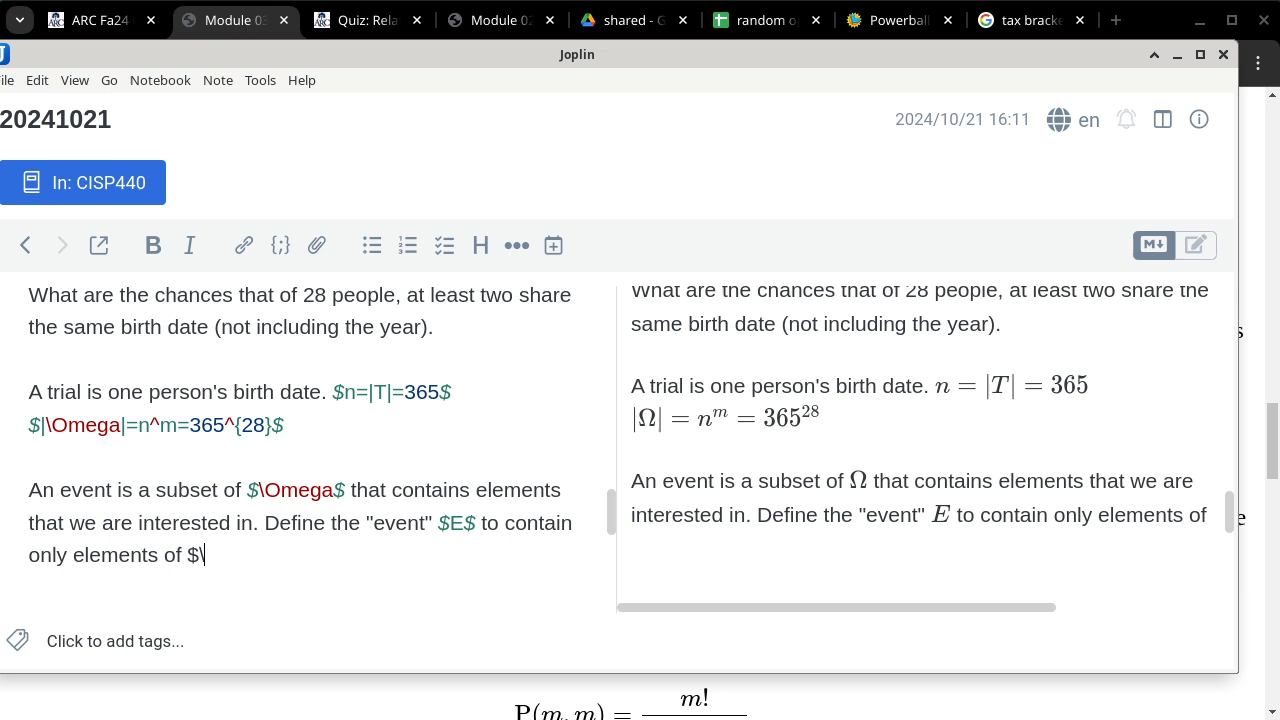 ARC Fa24
Module 03
Quiz: Rela
Module 02
shared - G
random o
Powerball
tax bracke
Joplin
ile Edit View Go Notebook Note Tools Help
20241021
2024/10/21 16:11
en
In: CISP440
B I H M↓
What are the chances that of 28 people, at least two share
the same birth date (not including the year).
A trial is one person's birth date. $n=|T|=365$
$|\Omega|=n^m=365^{28}$
An event is a subset of $\Omega$ that contains elements
that we are interested in. Define the "event" $E$ to contain
only elements of $\
What are the chances that of 28 people, at least two share the
same birth date (not including the year).
A trial is one person's birth date. n = |T| = 365
|Ω| = nᵐ = 365²⁸
An event is a subset of Ω that contains elements that we are
interested in. Define the "event" E to contain only elements of
Click to add tags...
s
e
P(m, m) = m!